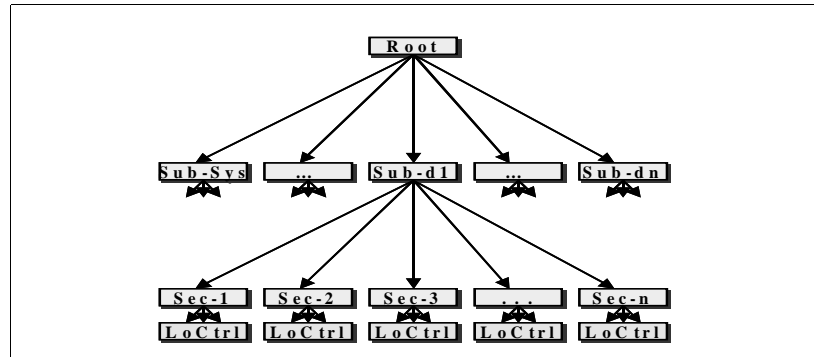 Root
Sub-Sys ... Sub-d1 ... Sub-dn
Sec-1 Sec-2 Sec-3 ... Sec-n
LoCtrl LoCtrl LoCtrl LoCtrl LoCtrl